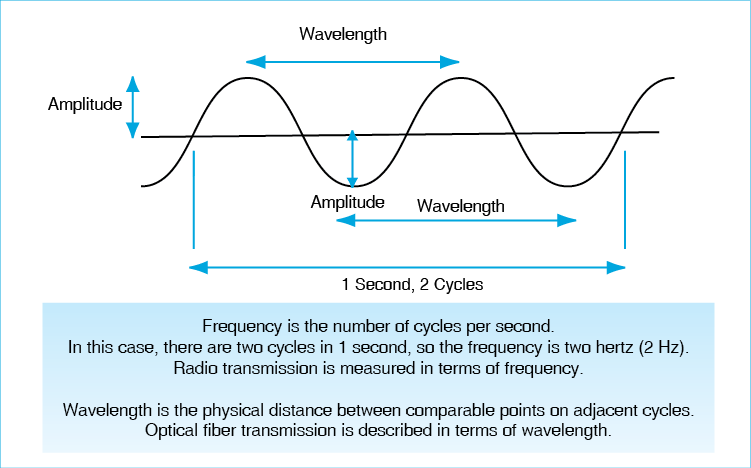 Wavelength
Amplitude
Amplitude
Wavelength
1 Second, 2 Cycles
Frequency is the number of cycles per second.
In this case, there are two cycles in 1 second, so the frequency is two hertz (2 Hz).
Radio transmission is measured in terms of frequency.
Wavelength is the physical distance between comparable points on adjacent cycles.
Optical fiber transmission is described in terms of wavelength.